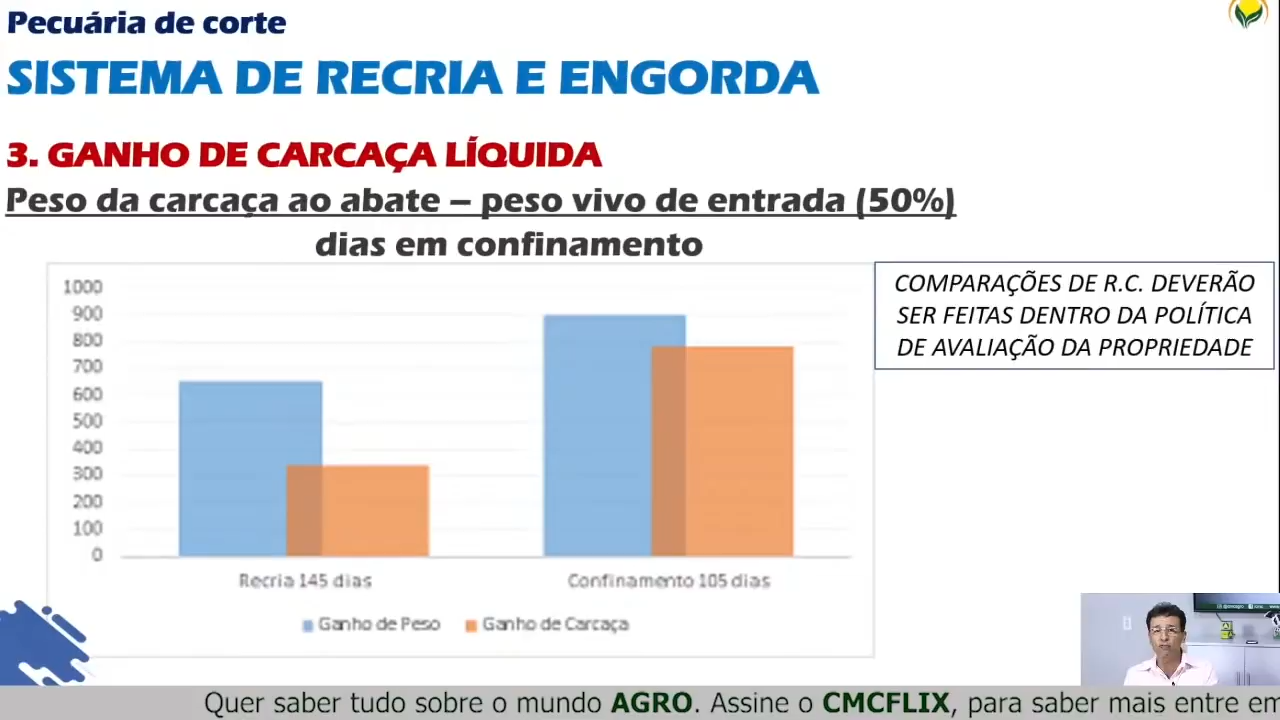 Pecuária de corte
SISTEMA DE RECRIA E ENGORDA
3. GANHO DE CARCAÇA LÍQUIDA
Peso da carcaça ao abate – peso vivo de entrada (50%)
dias em confinamento
COMPARAÇÕES DE R.C. DEVERÃO
SER FEITAS DENTRO DA POLÍTICA
DE AVALIAÇÃO DA PROPRIEDADE
1000
900
800
700
600
500
400
300
200
100
0
Recria 145 dias
Confinamento 105 dias
Ganho de Peso
Ganho de Carcaça
Quer saber tudo sobre o mundo AGRO. Assine o CMCFLIX, para saber mais entre em